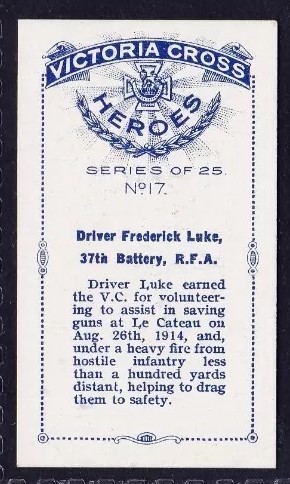 VICTORIA CROSS
HEROES
SERIES OF 25.
No 17.
Driver Frederick Luke,
37th Battery, R.F.A.
Driver Luke earned
the V.C. for volunteer-
ing to assist in saving
guns at Le Cateau on
Aug. 26th, 1914, and,
under a heavy fire from
hostile infantry less
than a hundred yards
distant, helping to drag
them to safety.